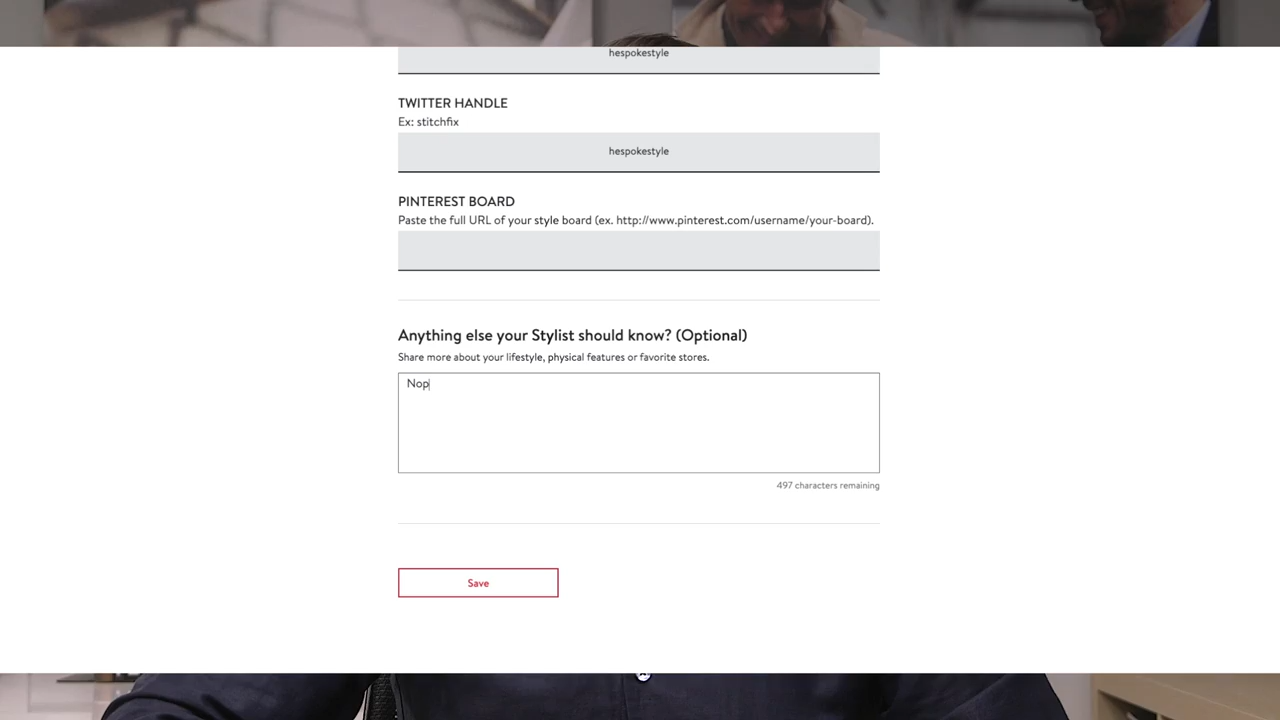 hespokestyle
TWITTER HANDLE
Ex: stitchfix
hespokestyle
PINTEREST BOARD
Paste the full URL of your style board (ex. http://www.pinterest.com/username/your-board).
Anything else your Stylist should know? (Optional)
Share more about your lifestyle, physical features or favorite stores.
Nop
497 characters remaining
Save